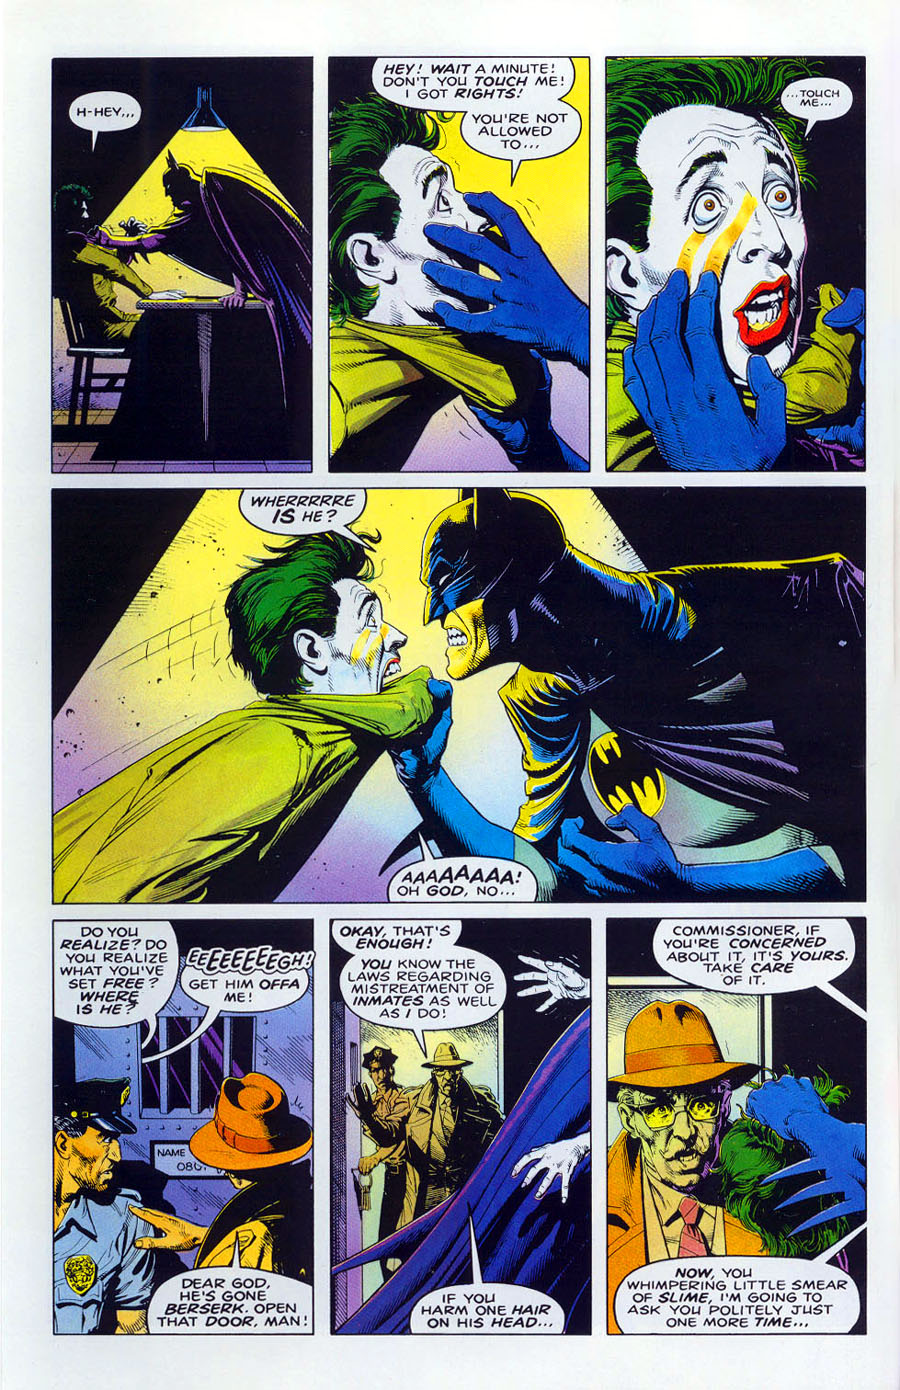 H-HEY,,,
HEY! WAIT A MINUTE!
DON'T YOU TOUCH ME!
I GOT RIGHTS!
YOU'RE NOT
ALLOWED
TO...
...TOUCH
ME...
WHERRRRRE
IS HE?
AAAAAAAAA!
OH GOD, NO...
DO YOU
REALIZE? DO
YOU REALIZE
WHAT YOU'VE
SET FREE?
WHERE
IS HE?
EEEEEEEGH!
GET HIM OFFA
ME!
NAME
0801
DEAR GOD,
HE'S GONE
BERSERK. OPEN
THAT DOOR, MAN!
OKAY, THAT'S
ENOUGH!
YOU KNOW THE
LAWS REGARDING
MISTREATMENT OF
INMATES AS WELL
AS I DO!
IF YOU
HARM ONE HAIR
ON HIS HEAD...
COMMISSIONER, IF
YOU'RE CONCERNED
ABOUT IT, IT'S YOURS.
TAKE CARE
OF IT.
NOW, YOU
WHIMPERING LITTLE SMEAR
OF SLIME, I'M GOING TO
ASK YOU POLITELY JUST
ONE MORE TIME...